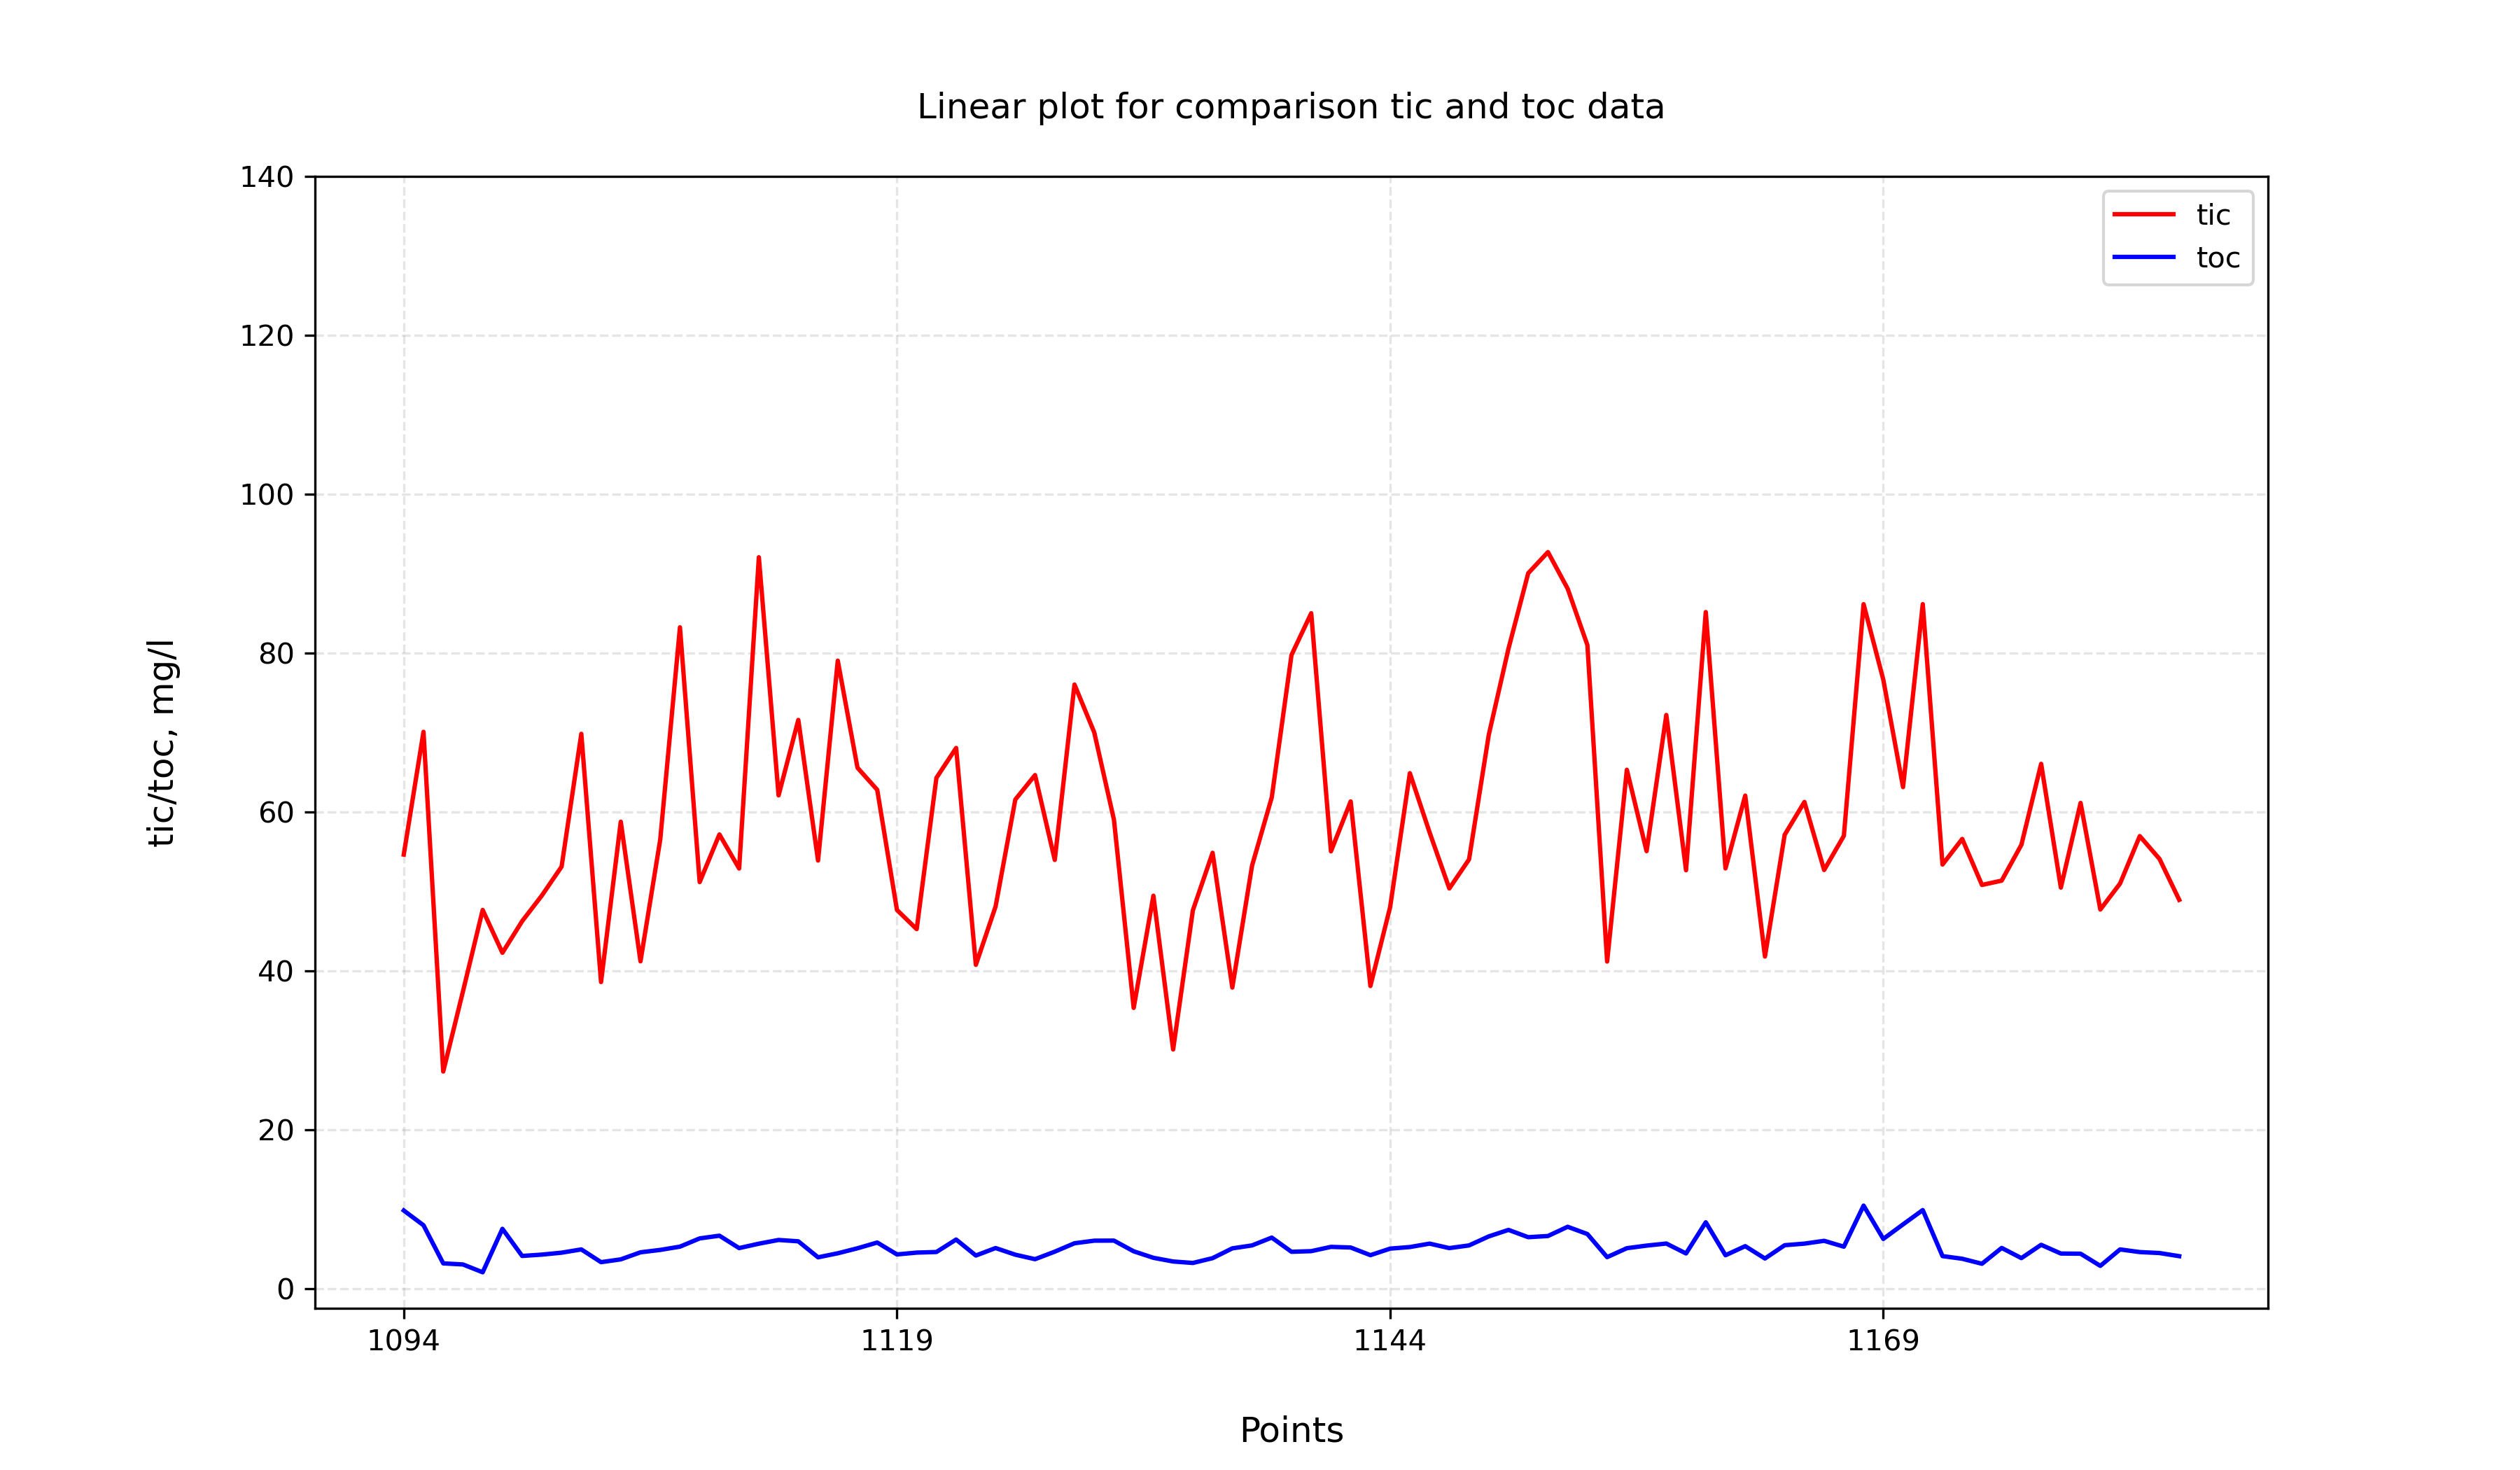 Linear plot for comparison tic and toc data
140
120
100
80
60
40
20
0
tic/toc, mg/l
tic
toc
1094 1119 1144 1169
Points